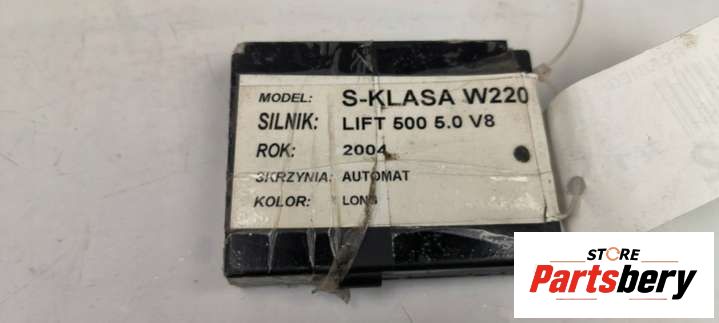 MODEL: S-KLASA W220
SILNIK: LIFT 500 5.0 V8
ROK: 2004
SKRZYNIA: AUTOMAT
KOLOR: LONG
STORE
Partsbery